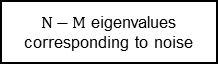 N − M eigenvalues
corresponding to noise